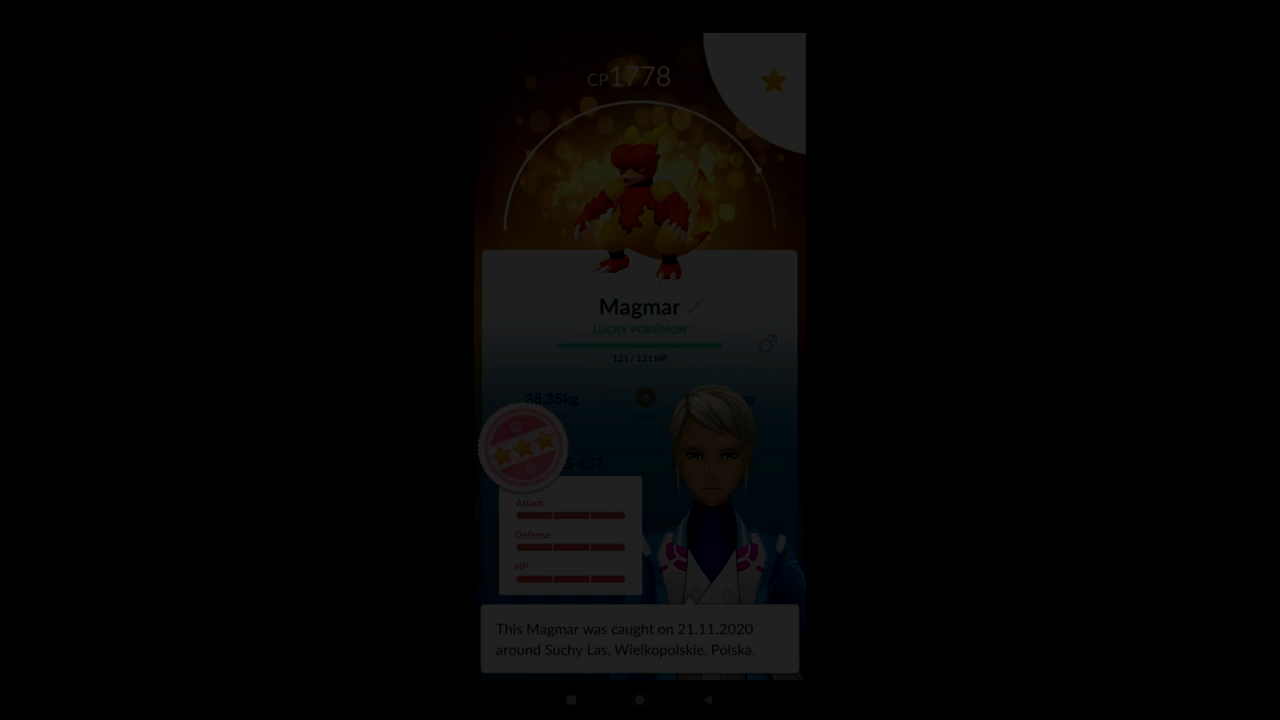 CP1778
Magmar
LUCKY POKÉMON
121 / 121 HP
38,35kg
437
Attack
Defense
HP
This Magmar was caught on 21.11.2020
around Suchy Las, Wielkopolskie, Polska.